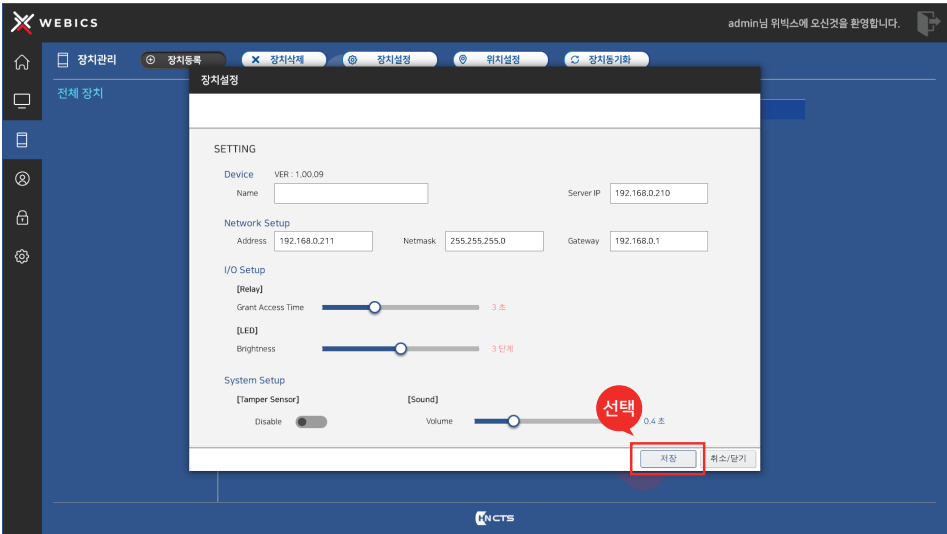 WEBICS
admin님 위빅스에 오신것을 환영합니다.
장치관리 장치등록 장치삭제 장치설정 위치설정 장치동기화
전체 장치
장치설정
SETTING
Device VER : 1.00.09
Name Server IP 192.168.0.210
Network Setup
Address 192.168.0.211 Netmask 255.255.255.0 Gateway 192.168.0.1
I/O Setup
[Relay]
Grant Access Time 3 초
[LED]
Brightness 3 단계
System Setup
[Tamper Sensor] [Sound]
Disable Volume 0.4 초
선택
저장 취소/닫기
HNCTS